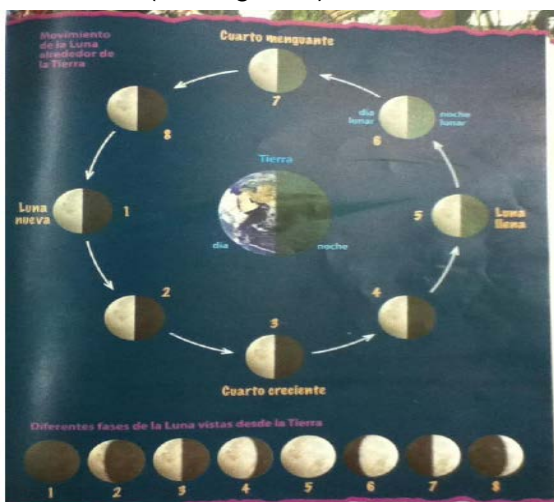 Movimiento
de la Luna
alrededor de
la Tierra
Cuarto menguante
7
8
día
lunar
noche
lunar
6
Tierra
Luna
nueva
1
5
Luna
llena
día
noche
2
4
3
Cuarto creciente
Diferentes fases de la Luna vistas desde la Tierra
1 2 3 4 5 6 7 8